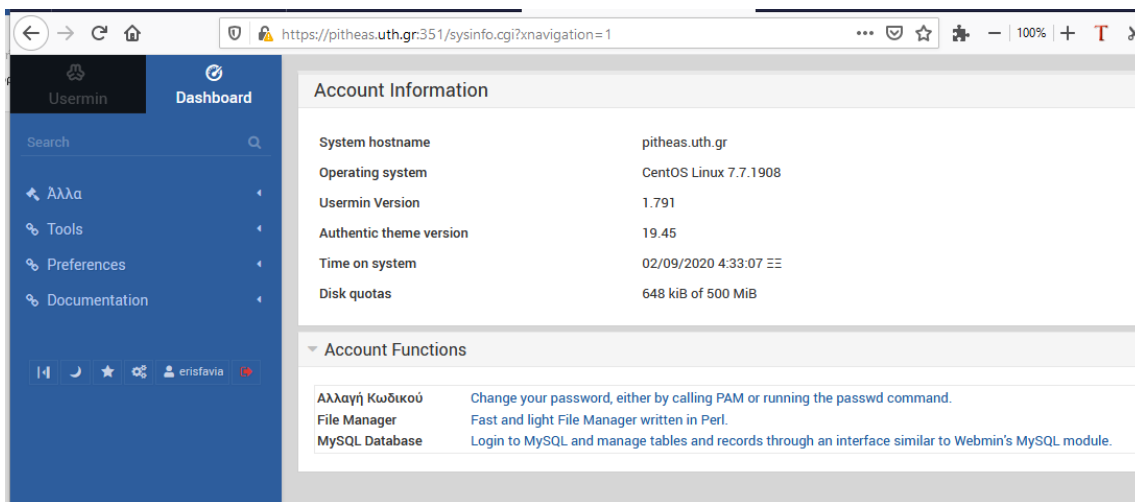 https://pitheas.uth.gr:351/sysinfo.cgi?xnavigation=1
100%
T
Usermin
Dashboard
Search
Άλλα
Tools
Preferences
Documentation
erisfavia
Account Information
System hostname pitheas.uth.gr
Operating system CentOS Linux 7.7.1908
Usermin Version 1.791
Authentic theme version 19.45
Time on system 02/09/2020 4:33:07 ΞΞ
Disk quotas 648 kiB of 500 MiB
Account Functions
Αλλαγή Κωδικού Change your password, either by calling PAM or running the passwd command.
File Manager Fast and light File Manager written in Perl.
MySQL Database Login to MySQL and manage tables and records through an interface similar to Webmin's MySQL module.